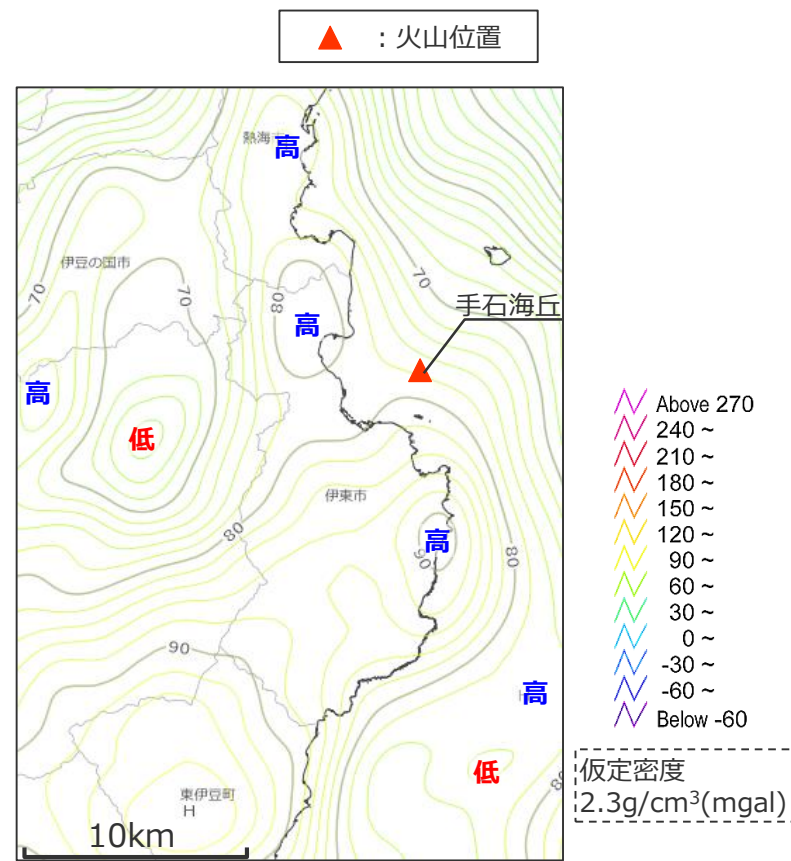 ：火山位置
熱海
高
伊豆の国市
70
70
70
手石海丘
80
高
高
低
伊東市
80
高
90
80
90
高
低
80
東伊豆町
H
10km
Above 270
240 ~
210 ~
180 ~
150 ~
120 ~
90 ~
60 ~
30 ~
0 ~
-30 ~
-60 ~
Below -60
仮定密度
2.3g/cm³(mgal)